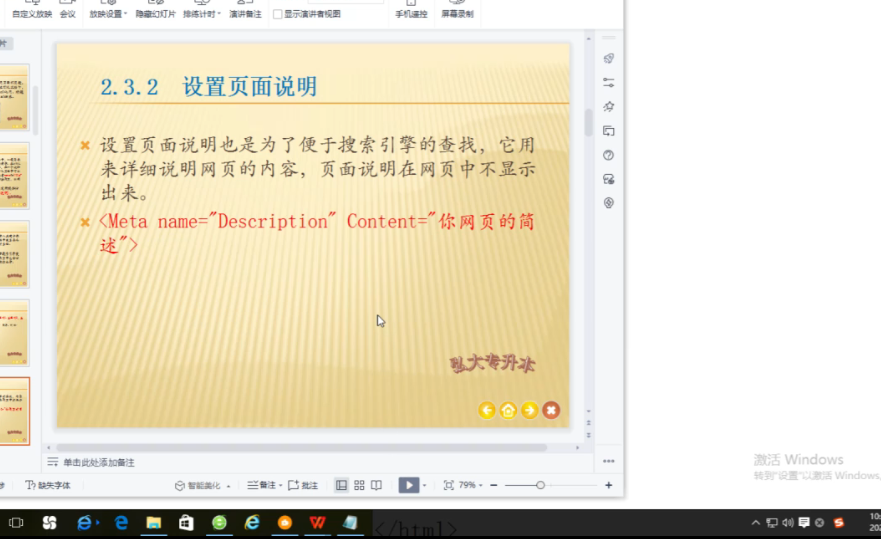 自定义放映 会议 放映设置 隐藏幻灯片 排练计时 演讲备注 显示演讲者视图 手机遥控 屏幕录制
2.3.2 设置页面说明
设置页面说明也是为了便于搜索引擎的查找，它用
来详细说明网页的内容，页面说明在网页中不显示
出来。
<Meta name="Description" Content="你网页的简
述">
单击此处添加备注
缺失字体 智能美化 备注 批注 79%
激活 Windows
转到"设置"以激活 Windows。
</html>